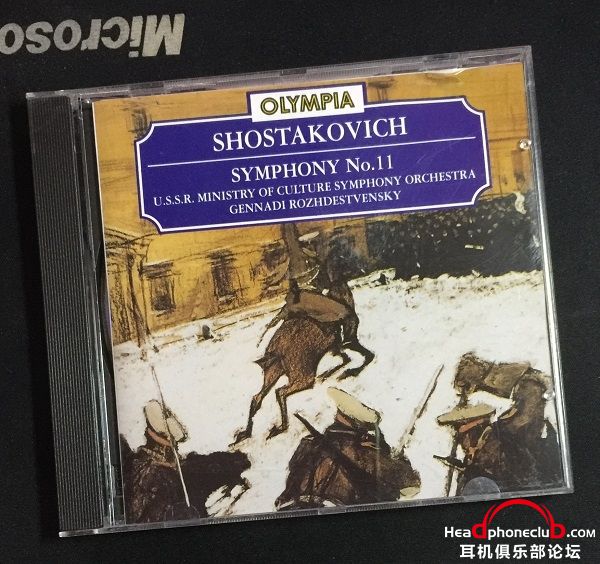 Microso
OLYMPIA
SHOSTAKOVICH
SYMPHONY No.11
U.S.S.R. MINISTRY OF CULTURE SYMPHONY ORCHESTRA
GENNADI ROZHDESTVENSKY
HeadphoneclubD.com
耳机俱乐部论坛